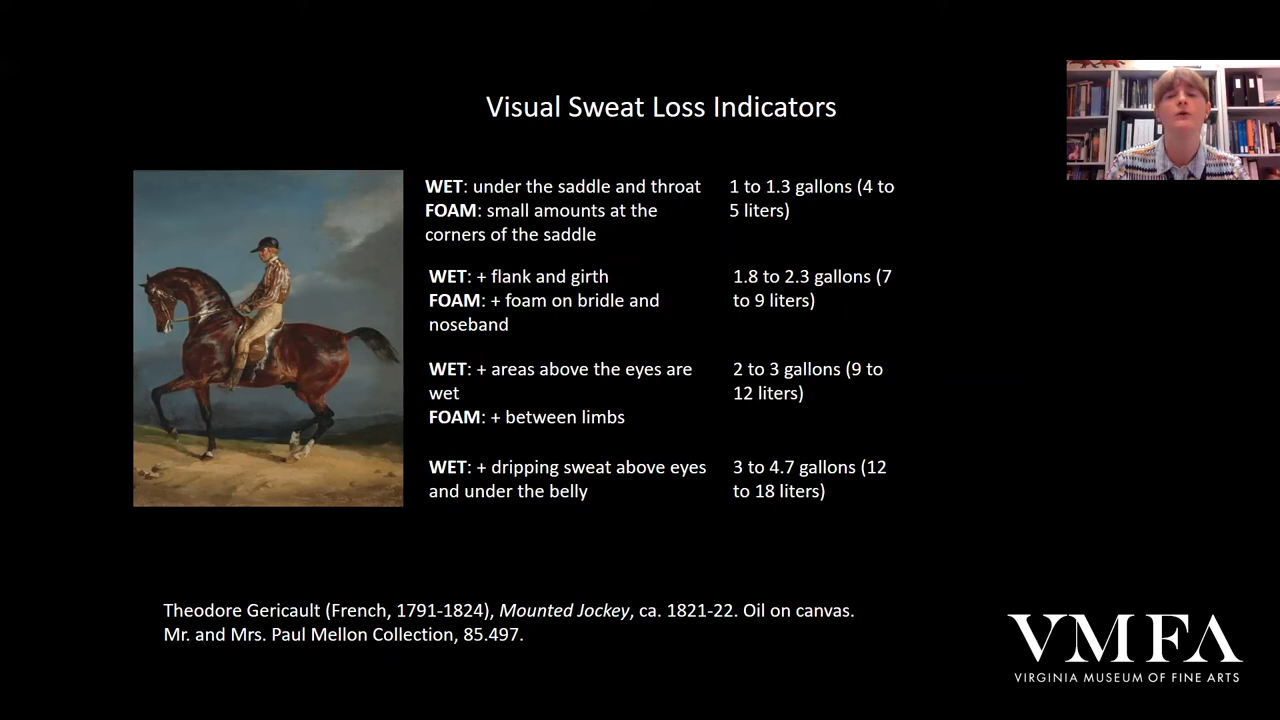 Visual Sweat Loss Indicators
WET: under the saddle and throat
FOAM: small amounts at the
corners of the saddle
1 to 1.3 gallons (4 to
5 liters)
WET: + flank and girth
FOAM: + foam on bridle and
noseband
1.8 to 2.3 gallons (7
to 9 liters)
WET: + areas above the eyes are
wet
FOAM: + between limbs
2 to 3 gallons (9 to
12 liters)
WET: + dripping sweat above eyes
and under the belly
3 to 4.7 gallons (12
to 18 liters)
Theodore Gericault (French, 1791-1824), Mounted Jockey, ca. 1821-22. Oil on canvas.
Mr. and Mrs. Paul Mellon Collection, 85.497.
VMFA
VIRGINIA MUSEUM OF FINE ARTS